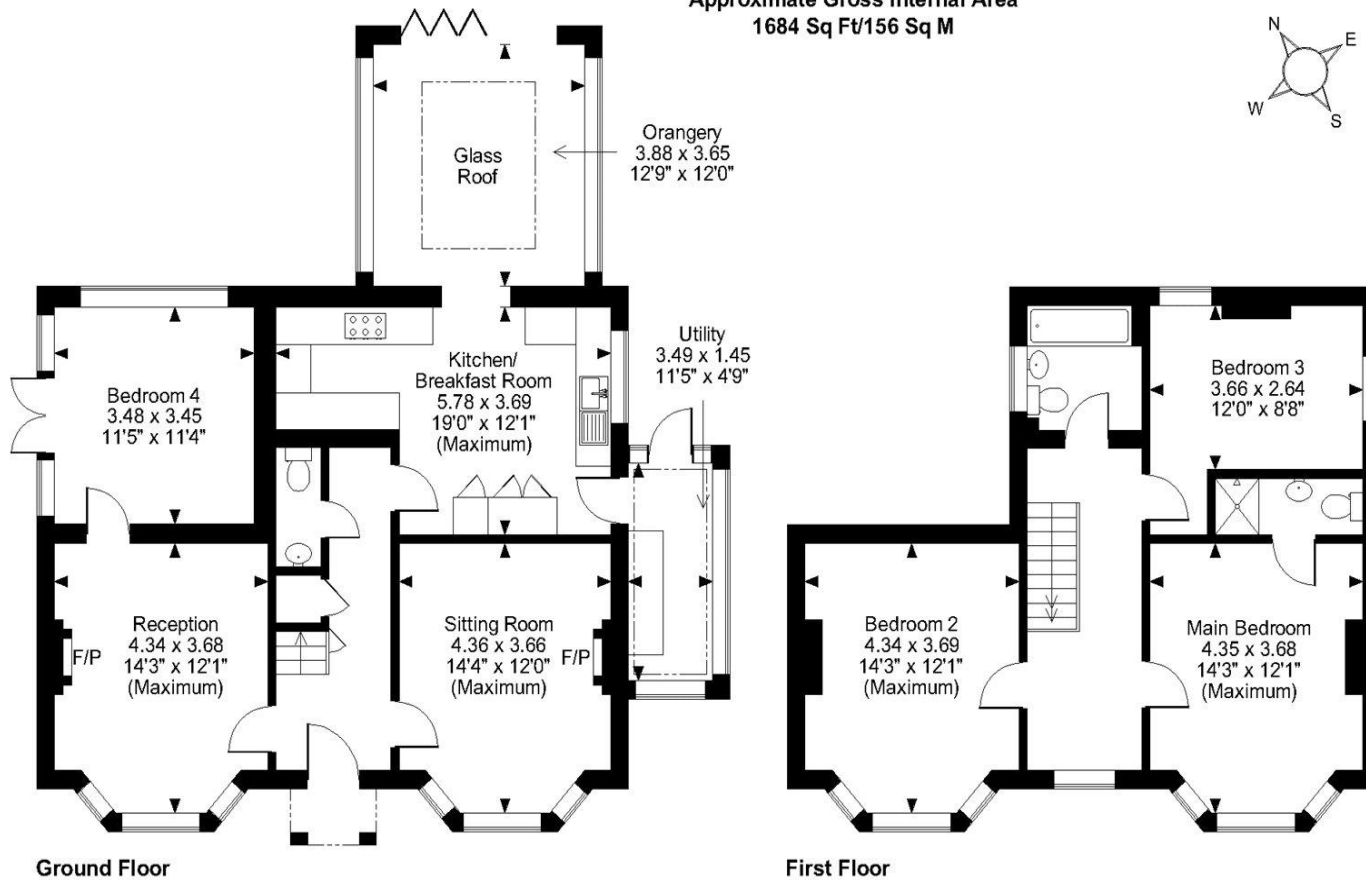 Approximate Gross Internal Area
1684 Sq Ft/156 Sq M
N
E
W
S
Orangery
3.88 x 3.65
12'9" x 12'0"
Glass
Roof
Utility
3.49 x 1.45
11'5" x 4'9"
Kitchen/
Breakfast Room
5.78 x 3.69
19'0" x 12'1"
(Maximum)
Bedroom 4
3.48 x 3.45
11'5" x 11'4"
Bedroom 3
3.66 x 2.64
12'0" x 8'8"
Reception
4.34 x 3.68
14'3" x 12'1"
(Maximum)
F/P
Sitting Room
4.36 x 3.66
14'4" x 12'0"
(Maximum)
F/P
Bedroom 2
4.34 x 3.69
14'3" x 12'1"
(Maximum)
Main Bedroom
4.35 x 3.68
14'3" x 12'1"
(Maximum)
Ground Floor
First Floor